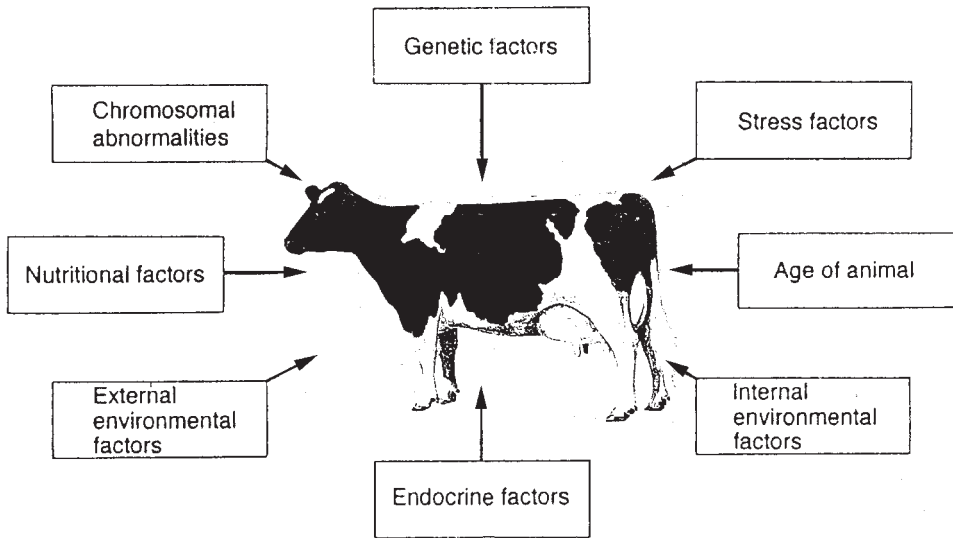 Genetic factors
Chromosomal
abnormalities
Stress factors
Nutritional factors
Age of animal
External
environmental
factors
Internal
environmental
factors
Endocrine factors